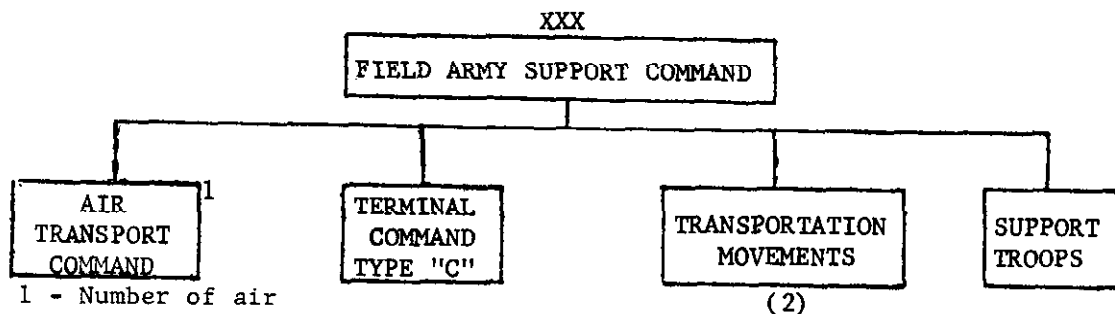 XXX
FIELD ARMY SUPPORT COMMAND
AIR
TRANSPORT
COMMAND
1
TERMINAL
COMMAND
TYPE "C"
TRANSPORTATION
MOVEMENTS
(2)
SUPPORT
TROOPS
1 - Number of air